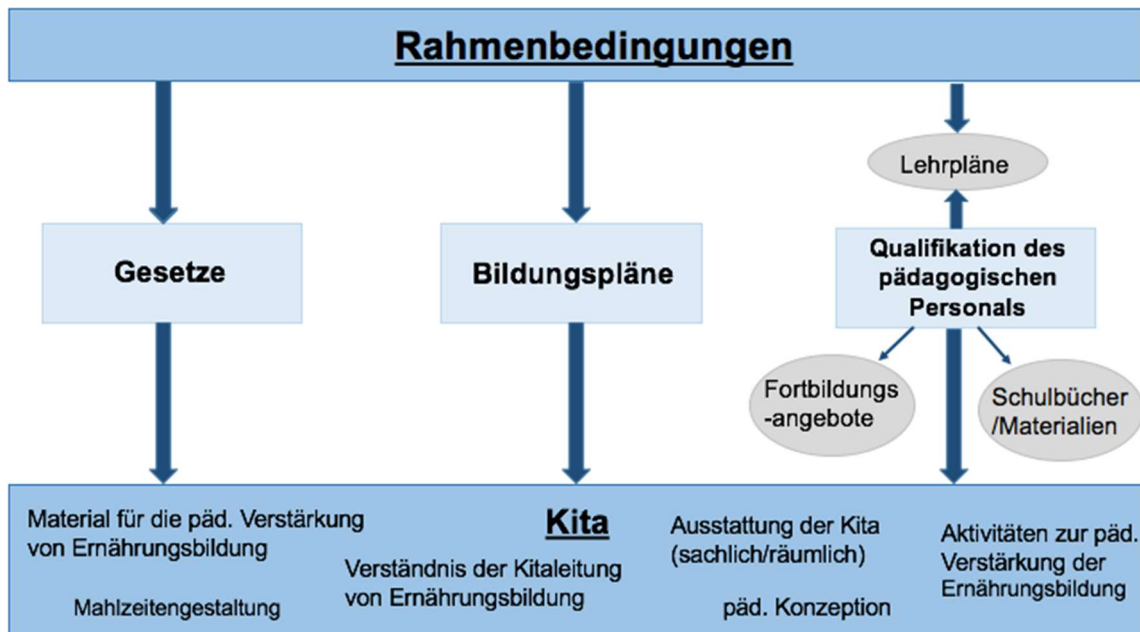 Rahmenbedingungen
Lehrpläne
Gesetze
Bildungspläne
Qualifikation des
pädagogischen
Personals
Fortbildungs
-angebote
Schulbücher
/Materialien
Kita
Material für die päd. Verstärkung
von Ernährungsbildung
Mahlzeitengestaltung
Verständnis der Kitaleitung
von Ernährungsbildung
Ausstattung der Kita
(sachlich/räumlich)
päd. Konzeption
Aktivitäten zur päd.
Verstärkung der
Ernährungsbildung